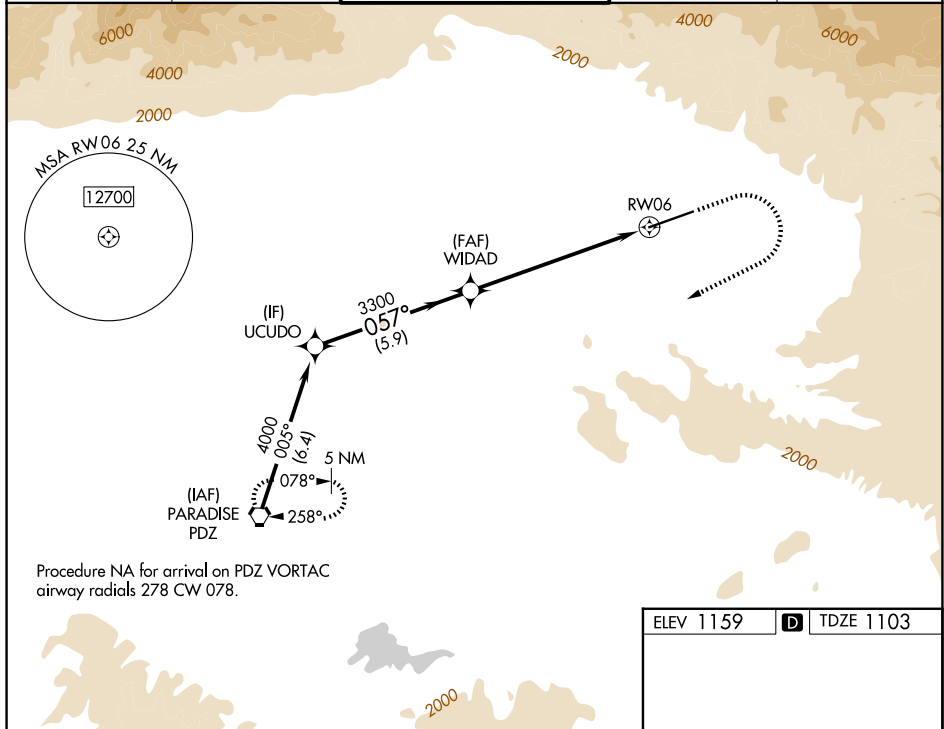 6000
4000
2000
4000
6000
2000
MSA RW06 25 NM
12700
RW06
(FAF)
WIDAD
(IF)
UCUDO
3300
057°
(5.9)
4000
005°
(6.4)
5 NM
078°
258°
(IAF)
PARADISE
PDZ
2000
Procedure NA for arrival on PDZ VORTAC
airway radials 278 CW 078.
2000
ELEV 1159 D TDZE 1103